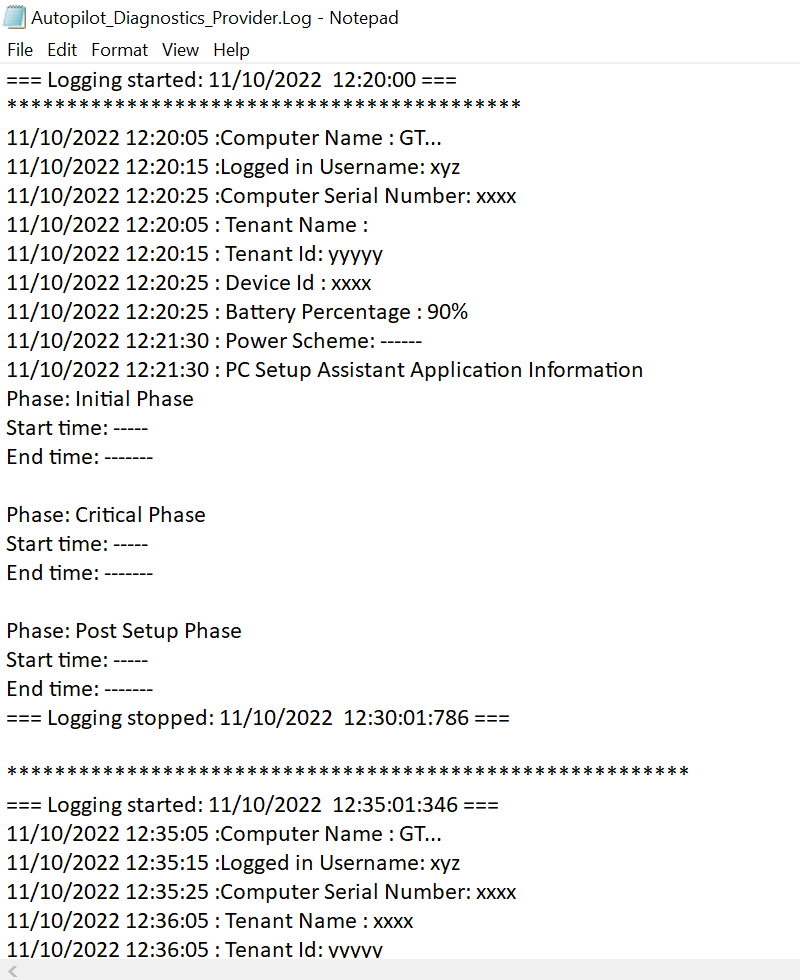 Autopilot_Diagnostics_Provider.Log - Notepad
File Edit Format View Help
=== Logging started: 11/10/2022  12:20:00 ===
*******************************************
11/10/2022 12:20:05 :Computer Name : GT...
11/10/2022 12:20:15 :Logged in Username: xyz
11/10/2022 12:20:25 :Computer Serial Number: xxxx
11/10/2022 12:20:05 : Tenant Name :
11/10/2022 12:20:15 : Tenant Id: yyyyy
11/10/2022 12:20:25 : Device Id : xxxx
11/10/2022 12:20:25 : Battery Percentage : 90%
11/10/2022 12:21:30 : Power Scheme: ------
11/10/2022 12:21:30 : PC Setup Assistant Application Information
Phase: Initial Phase
Start time: -----
End time: -------
Phase: Critical Phase
Start time: -----
End time: -------
Phase: Post Setup Phase
Start time: -----
End time: -------
=== Logging stopped: 11/10/2022  12:30:01:786 ===
*********************************************************
=== Logging started: 11/10/2022  12:35:01:346 ===
11/10/2022 12:35:05 :Computer Name : GT...
11/10/2022 12:35:15 :Logged in Username: xyz
11/10/2022 12:35:25 :Computer Serial Number: xxxx
11/10/2022 12:36:05 : Tenant Name : xxxx
11/10/2022 12:36:05 : Tenant Id: yyyyy